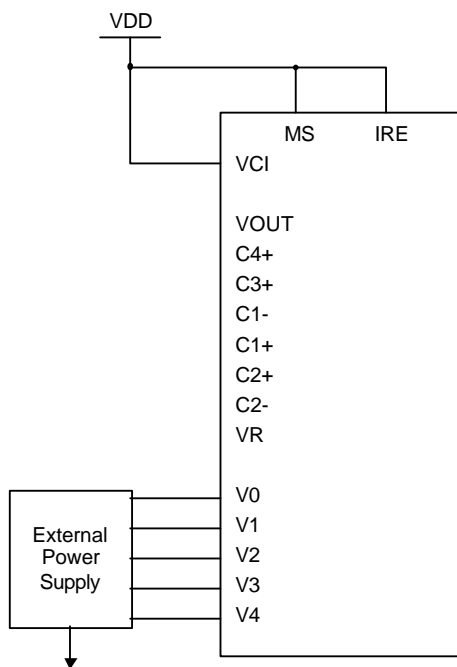 VDD
MS IRE
VCI
VOUT
C4+
C3+
C1-
C1+
C2+
C2-
VR
V0
V1
V2
V3
V4
External
Power
Supply